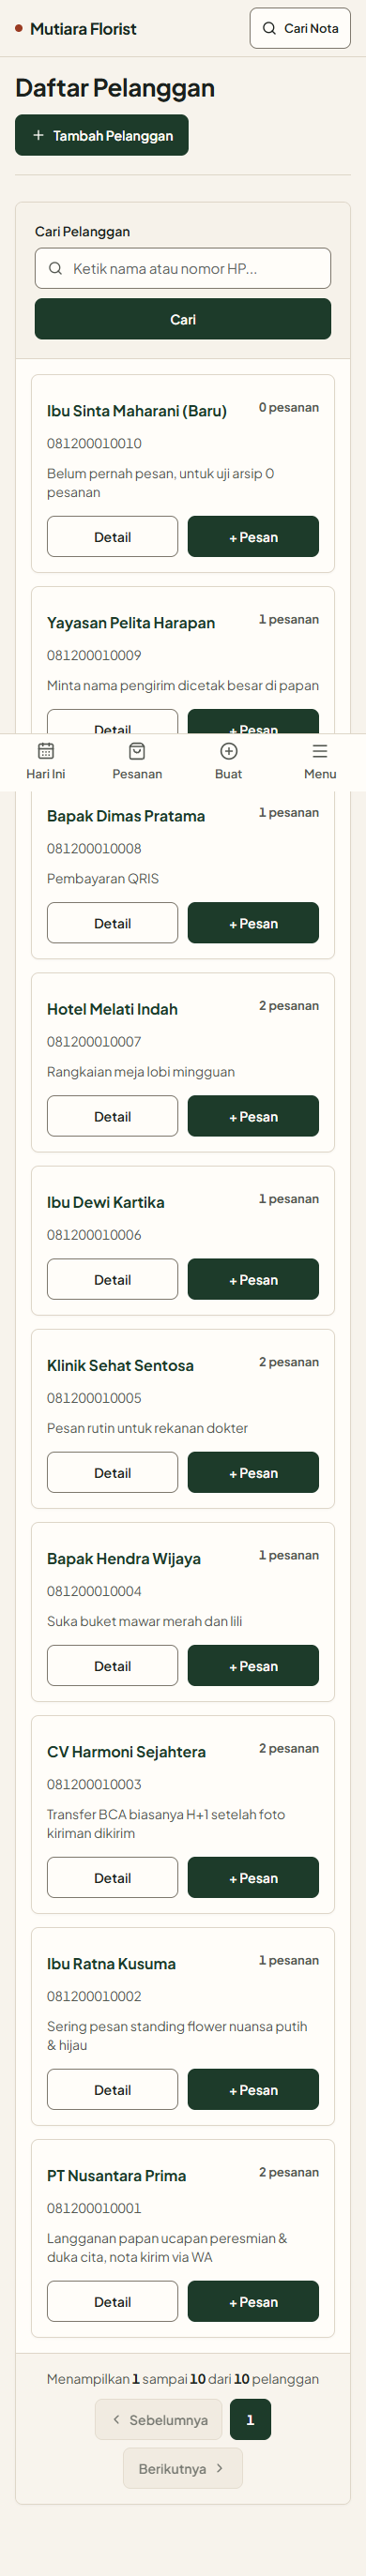 Mutiara Florist
Cari Nota
Daftar Pelanggan
+ Tambah Pelanggan
Cari Pelanggan
Ketik nama atau nomor HP...
Cari
Ibu Sinta Maharani (Baru)
0 pesanan
081200010010
Belum pernah pesan, untuk uji arsip 0
pesanan
Detail
+ Pesan
Yayasan Pelita Harapan
1 pesanan
081200010009
Minta nama pengirim dicetak besar di papan
Detail
+ Pesan
Hari Ini
Pesanan
Buat
Menu
Bapak Dimas Pratama
1 pesanan
081200010008
Pembayaran QRIS
Detail
+ Pesan
Hotel Melati Indah
2 pesanan
081200010007
Rangkaian meja lobi mingguan
Detail
+ Pesan
Ibu Dewi Kartika
1 pesanan
081200010006
Detail
+ Pesan
Klinik Sehat Sentosa
2 pesanan
081200010005
Pesan rutin untuk rekanan dokter
Detail
+ Pesan
Bapak Hendra Wijaya
1 pesanan
081200010004
Suka buket mawar merah dan lili
Detail
+ Pesan
CV Harmoni Sejahtera
2 pesanan
081200010003
Transfer BCA biasanya H+1 setelah foto
kiriman dikirim
Detail
+ Pesan
Ibu Ratna Kusuma
1 pesanan
081200010002
Sering pesan standing flower nuansa putih
& hijau
Detail
+ Pesan
PT Nusantara Prima
2 pesanan
081200010001
Langganan papan ucapan peresmian &
duka cita, nota kirim via WA
Detail
+ Pesan
Menampilkan 1 sampai 10 dari 10 pelanggan
Sebelumnya
1
Berikutnya